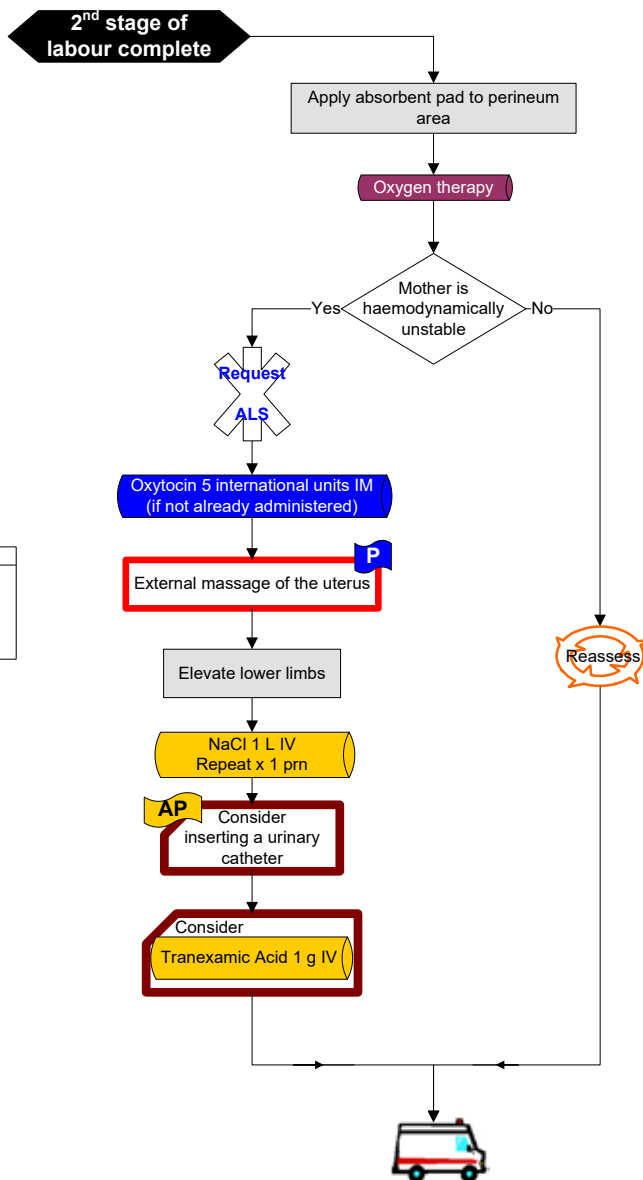 2nd stage of
labour complete
Apply absorbent pad to perineum
area
Oxygen therapy
Mother is
haemodynamically
unstable
Yes
No
Request
ALS
Oxytocin 5 international units IM
(if not already administered)
P
External massage of the uterus
Reassess
Elevate lower limbs
NaCl 1 L IV
Repeat x 1 prn
AP
Consider
inserting a urinary
catheter
Consider
Tranexamic Acid 1 g IV